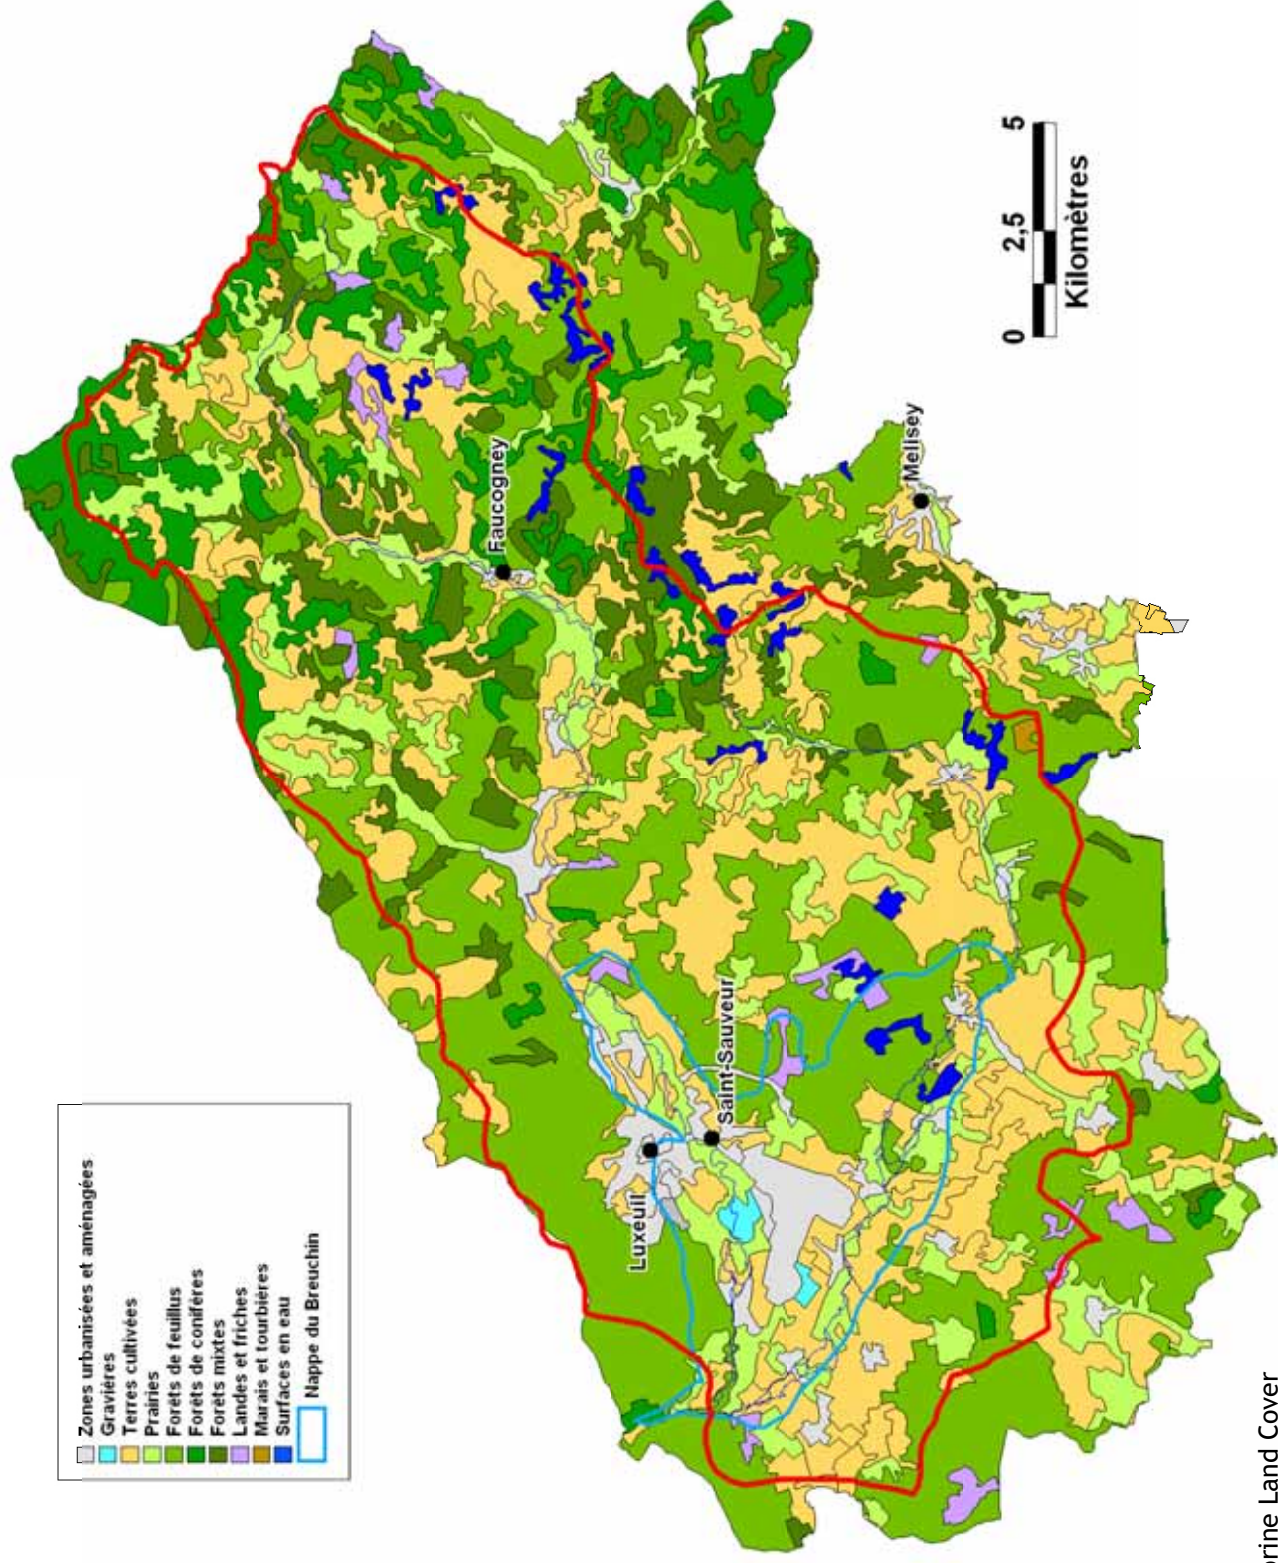 Zones urbanisées et aménagées
Gravières
Terres cultivées
Prairies
Forêts de feuillus
Forêts de conifères
Forêts mixtes
Landes et friches
Marais et tourbières
Surfaces en eau
Nappe du Breuchin
Luxeuil
Saint-Sauveur
Faucogney
Melisey
0 2,5 5
Kilomètres
Land Cover